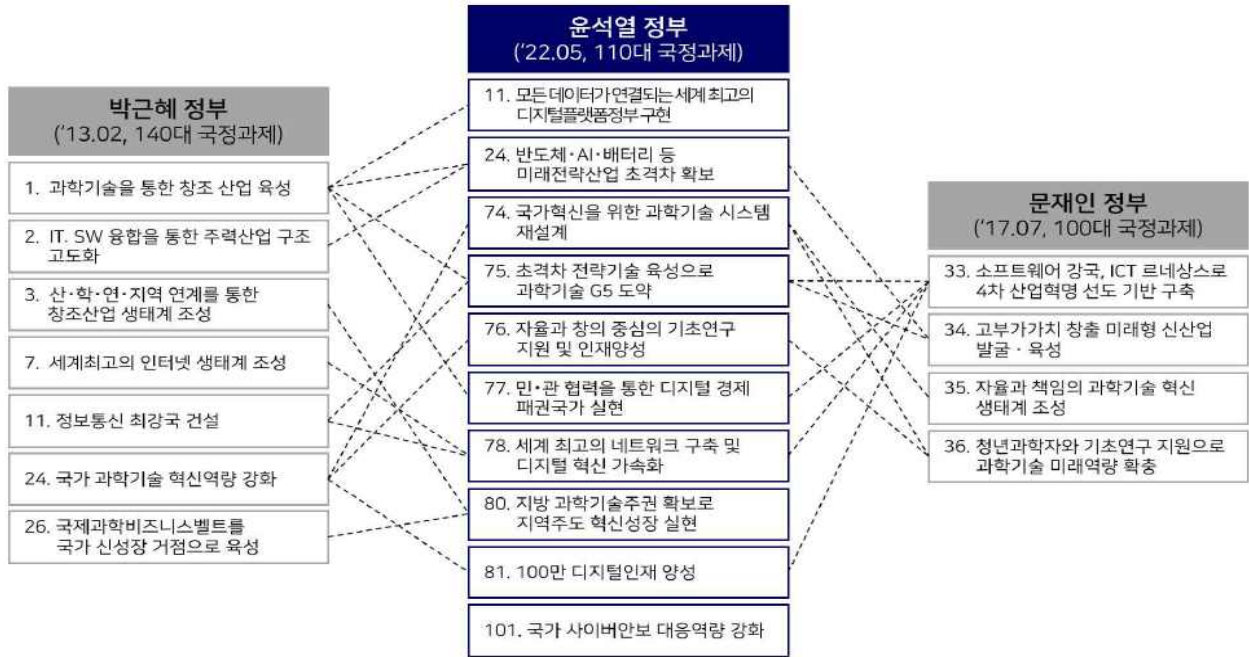 박근혜 정부
('13.02, 140대 국정과제)
1. 과학기술을 통한 창조 산업 육성
2. IT. SW 융합을 통한 주력산업 구조
고도화
3. 산・학・연・지역 연계를 통한
창조산업 생태계 조성
7. 세계최고의 인터넷 생태계 조성
11. 정보통신 최강국 건설
24. 국가 과학기술 혁신역량 강화
26. 국제과학비즈니스벨트를
국가 신성장 거점으로 육성
윤석열 정부
('22.05, 110대 국정과제)
11. 모든 데이터가 연결되는 세계 최고의
디지털플랫폼정부 구현
24. 반도체・AI・배터리 등
미래전략산업 초격차 확보
74. 국가혁신을 위한 과학기술 시스템
재설계
75. 초격차 전략기술 육성으로
과학기술 G5 도약
76. 자율과 창의 중심의 기초연구
지원 및 인재양성
77. 민・관 협력을 통한 디지털 경제
패권국가 실현
78. 세계 최고의 네트워크 구축 및
디지털 혁신 가속화
80. 지방 과학기술주권 확보로
지역주도 혁신성장 실현
81. 100만 디지털인재 양성
101. 국가 사이버안보 대응역량 강화
문재인 정부
('17.07, 100대 국정과제)
33. 소프트웨어 강국, ICT 르네상스로
4차 산업혁명 선도 기반 구축
34. 고부가가치 창출 미래형 신산업
발굴・육성
35. 자율과 책임의 과학기술 혁신
생태계 조성
36. 청년과학자와 기초연구 지원으로
과학기술 미래역량 확충